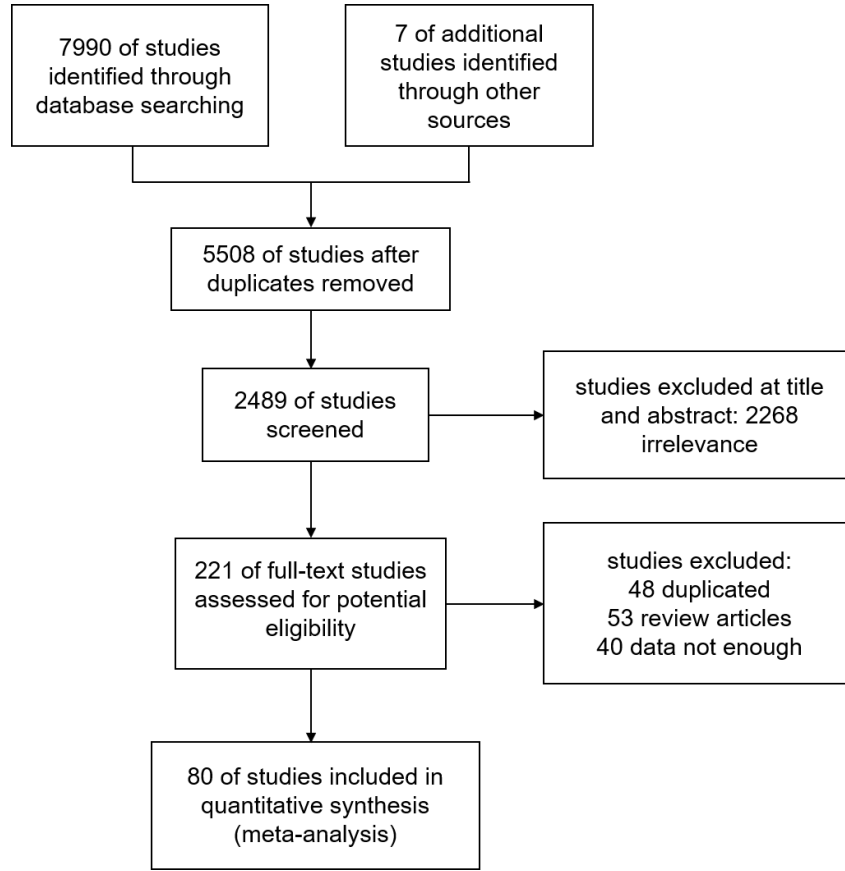 7990 of studies
identified through
database searching
7 of additional
studies identified
through other
sources
5508 of studies after
duplicates removed
2489 of studies
screened
studies excluded at title
and abstract: 2268
irrelevance
221 of full-text studies
assessed for potential
eligibility
studies excluded:
48 duplicated
53 review articles
40 data not enough
80 of studies included in
quantitative synthesis
(meta-analysis)